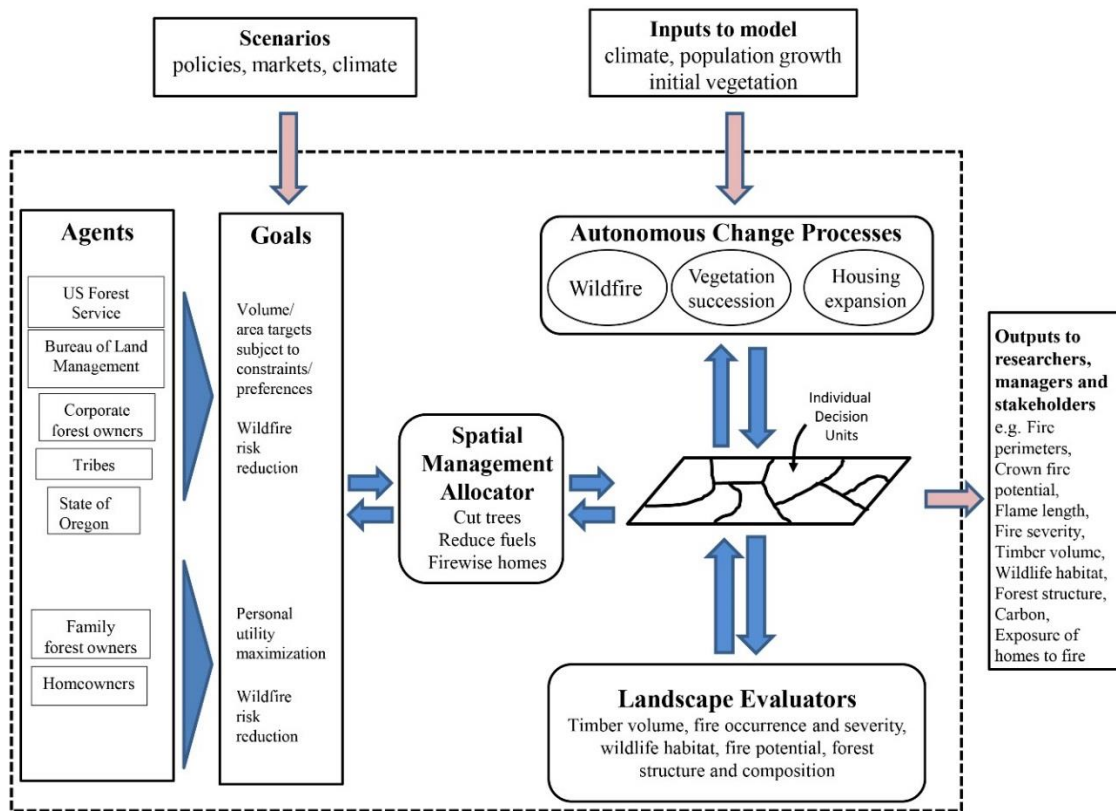 Scenarios
policies, markets, climate
Inputs to model
climate, population growth
initial vegetation
Agents
US Forest
Service
Bureau of Land
Management
Corporate
forest owners
Tribes
State of
Oregon
Family
forest owners
Homeowners
Goals
Volume/
area targets
subject to
constraints/
preferences
Wildfire
risk
reduction
Personal
utility
maximization
Wildfire
risk
reduction
Spatial
Management
Allocator
Cut trees
Reduce fuels
Firewise homes
Autonomous Change Processes
Wildfire
Vegetation
succession
Housing
expansion
Individual
Decision
Units
Landscape Evaluators
Timber volume, fire occurrence and severity,
wildlife habitat, fire potential, forest
structure and composition
Outputs to
researchers,
managers and
stakeholders
e.g. Fire
perimeters,
Crown fire
potential,
Flame length,
Fire severity,
Timber volume,
Wildlife habitat,
Forest structure,
Carbon,
Exposure of
homes to fire